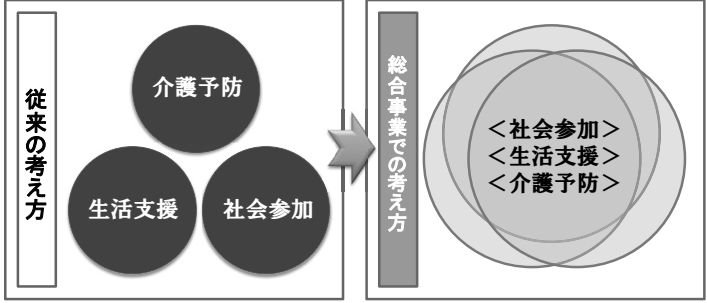 従来の考え方
介護予防
生活支援
社会参加
総合事業での考え方
＜社会参加＞
＜生活支援＞
＜介護予防＞